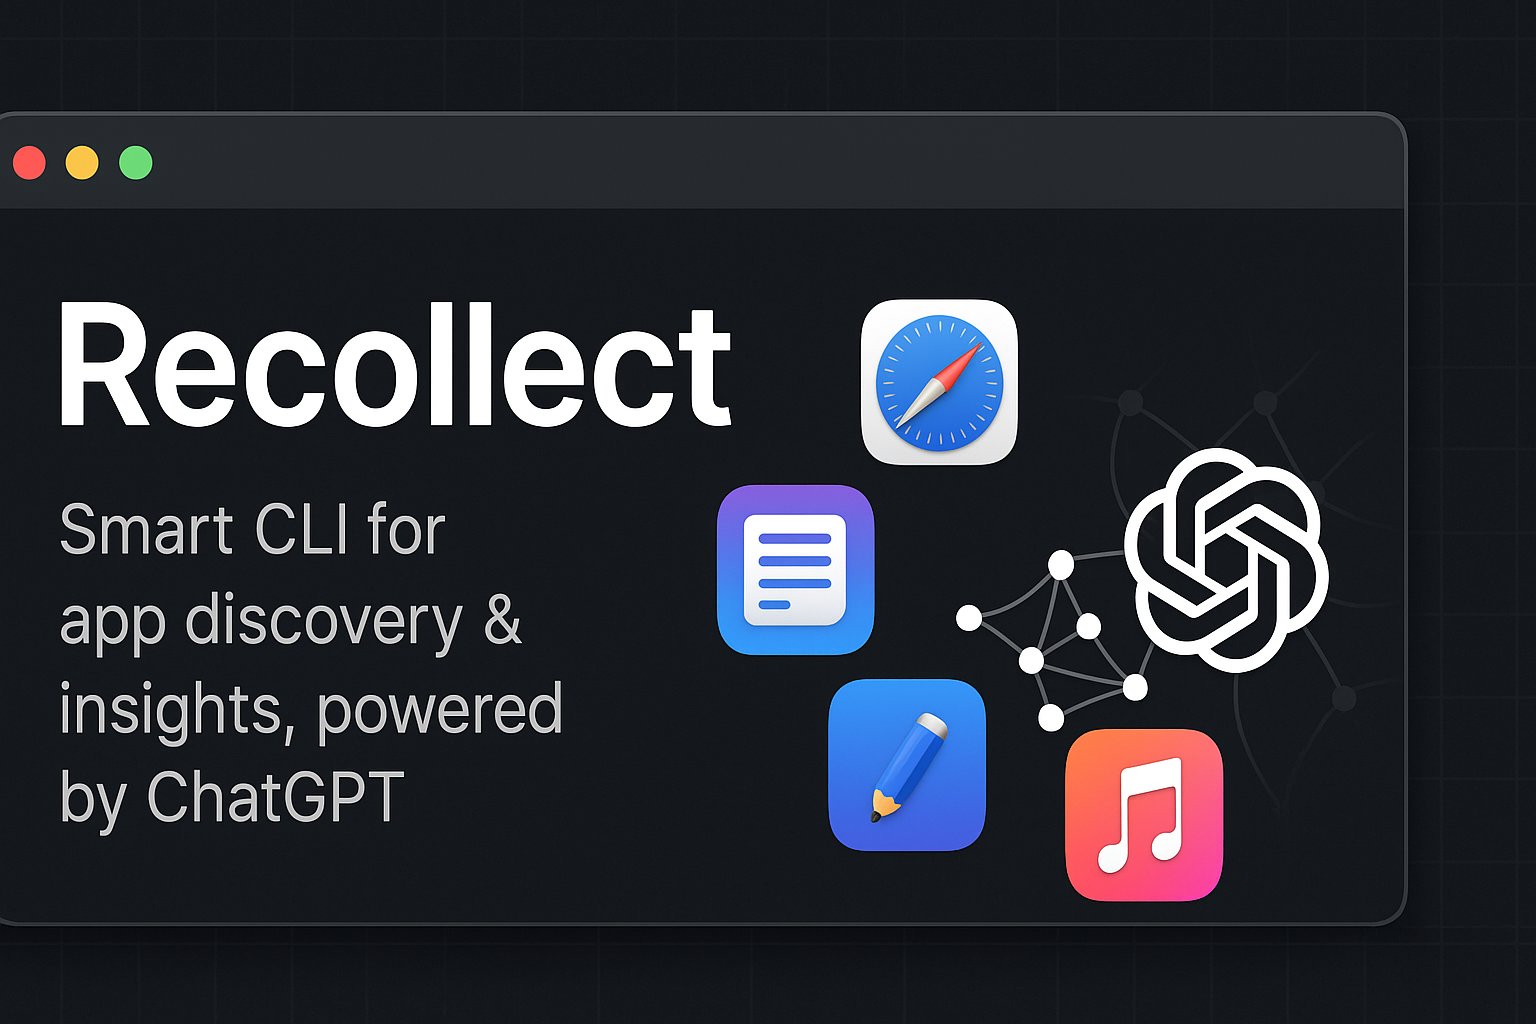 Recollect
Smart CLI for
app discovery &
insights, powered
by ChatGPT